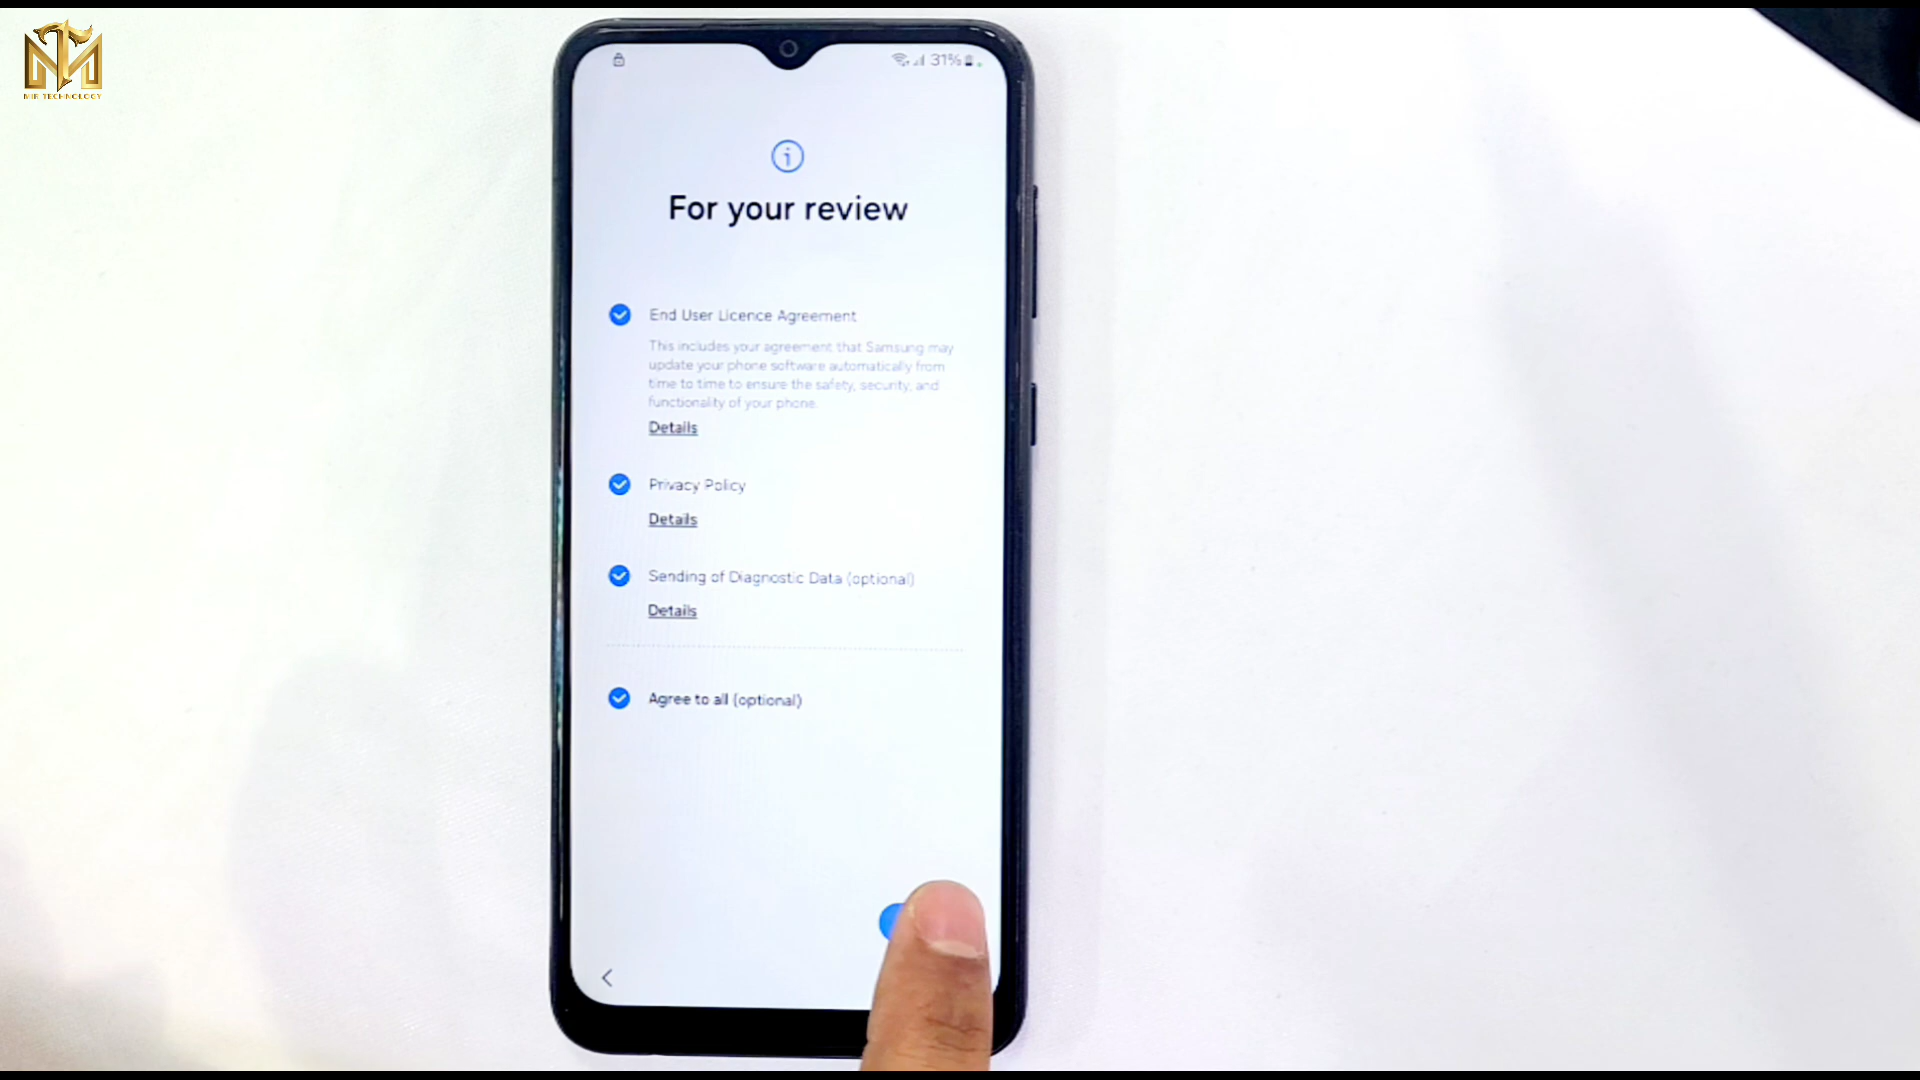 MIR TECHNOLOGY
31%
For your review
End User Licence Agreement
This includes your agreement that Samsung may
update your phone software automatically from
time to time to ensure the safety, security, and
functionality of your phone.
Details
Privacy Policy
Details
Sending of Diagnostic Data (optional)
Details
Agree to all (optional)